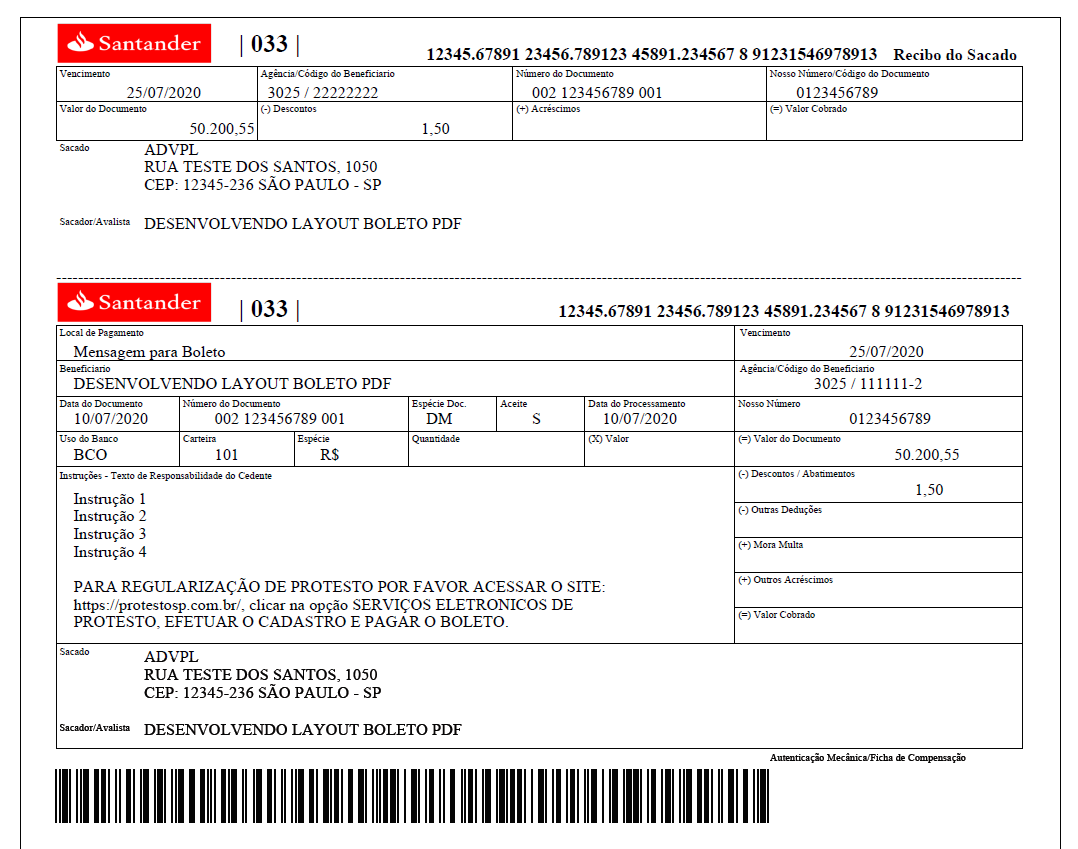 Santander | 033 | 12345.67891 23456.789123 45891.234567 8 91231546978913 Recibo do Sacado
Vencimento Agência/Código do Beneficiario Número do Documento Nosso Número/Código do Documento
25/07/2020 3025 / 22222222 002 123456789 001 0123456789
Valor do Documento (-) Descontos (+) Acréscimos (=) Valor Cobrado
50.200,55 1,50
Sacado ADVPL
RUA TESTE DOS SANTOS, 1050
CEP: 12345-236 SÃO PAULO - SP
Sacador/Avalista DESENVOLVENDO LAYOUT BOLETO PDF
Santander | 033 | 12345.67891 23456.789123 45891.234567 8 91231546978913
Local de Pagamento Vencimento
Mensagem para Boleto 25/07/2020
Beneficiario Agência/Código do Beneficiario
DESENVOLVENDO LAYOUT BOLETO PDF 3025 / 111111-2
Data do Documento Número do Documento Espécie Doc. Aceite Data do Processamento Nosso Número
10/07/2020 002 123456789 001 DM S 10/07/2020 0123456789
Uso do Banco Carteira Espécie Quantidade (X) Valor (=) Valor do Documento
BCO 101 R$ 50.200,55
Instruções - Texto de Responsabilidade do Cedente (-) Descontos / Abatimentos
1,50
Instrução 1
Instrução 2 (-) Outras Deduções
Instrução 3
Instrução 4 (+) Mora Multa
PARA REGULARIZAÇÃO DE PROTESTO POR FAVOR ACESSAR O SITE: (+) Outros Acréscimos
https://protestosp.com.br/, clicar na opção SERVIÇOS ELETRONICOS DE
PROTESTO, EFETUAR O CADASTRO E PAGAR O BOLETO. (=) Valor Cobrado
Sacado ADVPL
RUA TESTE DOS SANTOS, 1050
CEP: 12345-236 SÃO PAULO - SP
Sacador/Avalista DESENVOLVENDO LAYOUT BOLETO PDF
Autenticação Mecânica/Ficha de Compensação